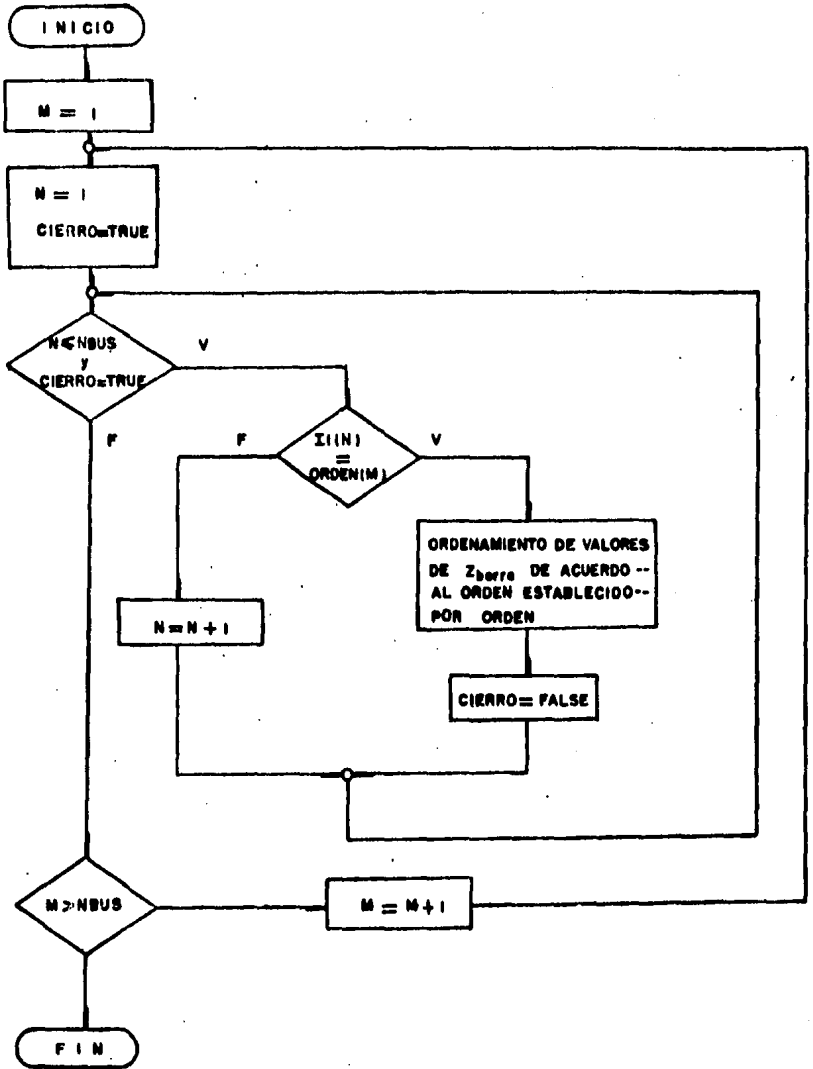 INICIO
M = 1
N = 1
CIERRO=TRUE
N≤NBUS
y
CIERRO=TRUE
V
F
I1(N)
=
ORDEN(M)
F
V
ORDENAMIENTO DE VALORES
DE Zbarra DE ACUERDO --
AL ORDEN ESTABLECIDO--
POR ORDEN
N = N + 1
CIERRO = FALSE
M > NBUS
M = M + 1
FIN